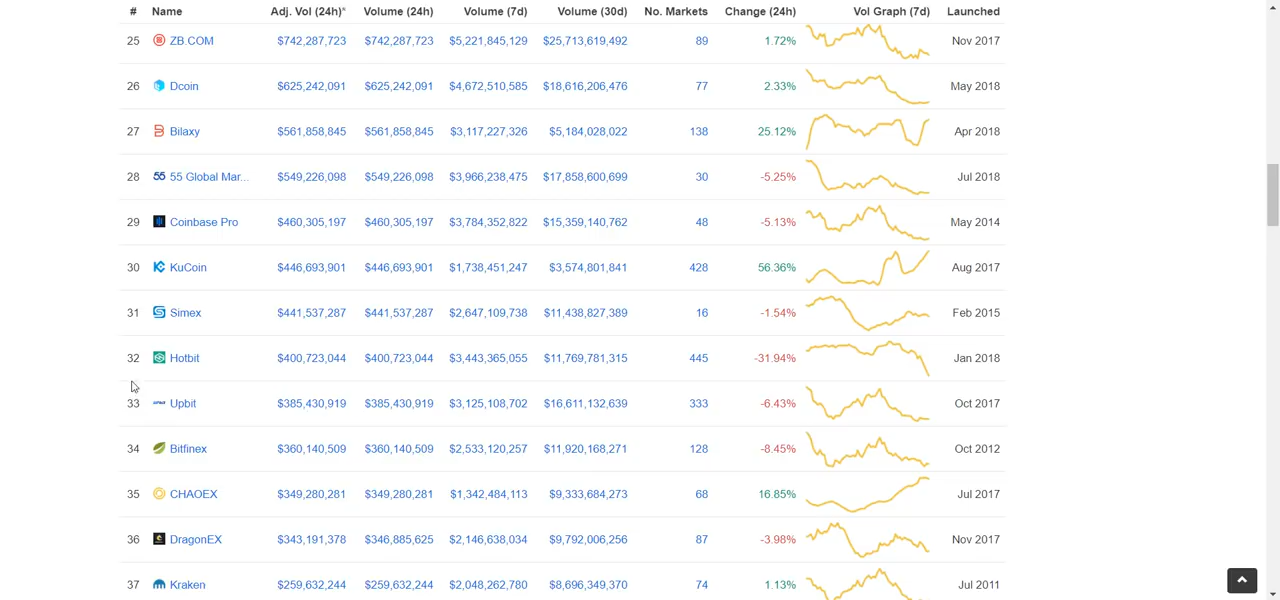 # Name Adj. Vol (24h)* Volume (24h) Volume (7d) Volume (30d) No. Markets Change (24h) Vol Graph (7d) Launched
25 ZB.COM $742,287,723 $742,287,723 $5,221,845,129 $25,713,619,492 89 1.72% Nov 2017
26 Dcoin $625,242,091 $625,242,091 $4,672,510,585 $18,616,206,476 77 2.33% May 2018
27 Bilaxy $561,858,845 $561,858,845 $3,117,227,326 $5,184,028,022 138 25.12% Apr 2018
28 55 55 Global Mar... $549,226,098 $549,226,098 $3,966,238,475 $17,858,600,699 30 -5.25% Jul 2018
29 Coinbase Pro $460,305,197 $460,305,197 $3,784,352,822 $15,359,140,762 48 -5.13% May 2014
30 KuCoin $446,693,901 $446,693,901 $1,738,451,247 $3,574,801,841 428 56.36% Aug 2017
31 Simex $441,537,287 $441,537,287 $2,647,109,738 $11,438,827,389 16 -1.54% Feb 2015
32 Hotbit $400,723,044 $400,723,044 $3,443,365,055 $11,769,781,315 445 -31.94% Jan 2018
33 Upbit $385,430,919 $385,430,919 $3,125,108,702 $16,611,132,639 333 -6.43% Oct 2017
34 Bitfinex $360,140,509 $360,140,509 $2,533,120,257 $11,920,168,271 128 -8.45% Oct 2012
35 CHAOEX $349,280,281 $349,280,281 $1,342,484,113 $9,333,684,273 68 16.85% Jul 2017
36 DragonEX $343,191,378 $346,885,625 $2,146,638,034 $9,792,006,256 87 -3.98% Nov 2017
37 Kraken $259,632,244 $259,632,244 $2,048,262,780 $8,696,349,370 74 1.13% Jul 2011